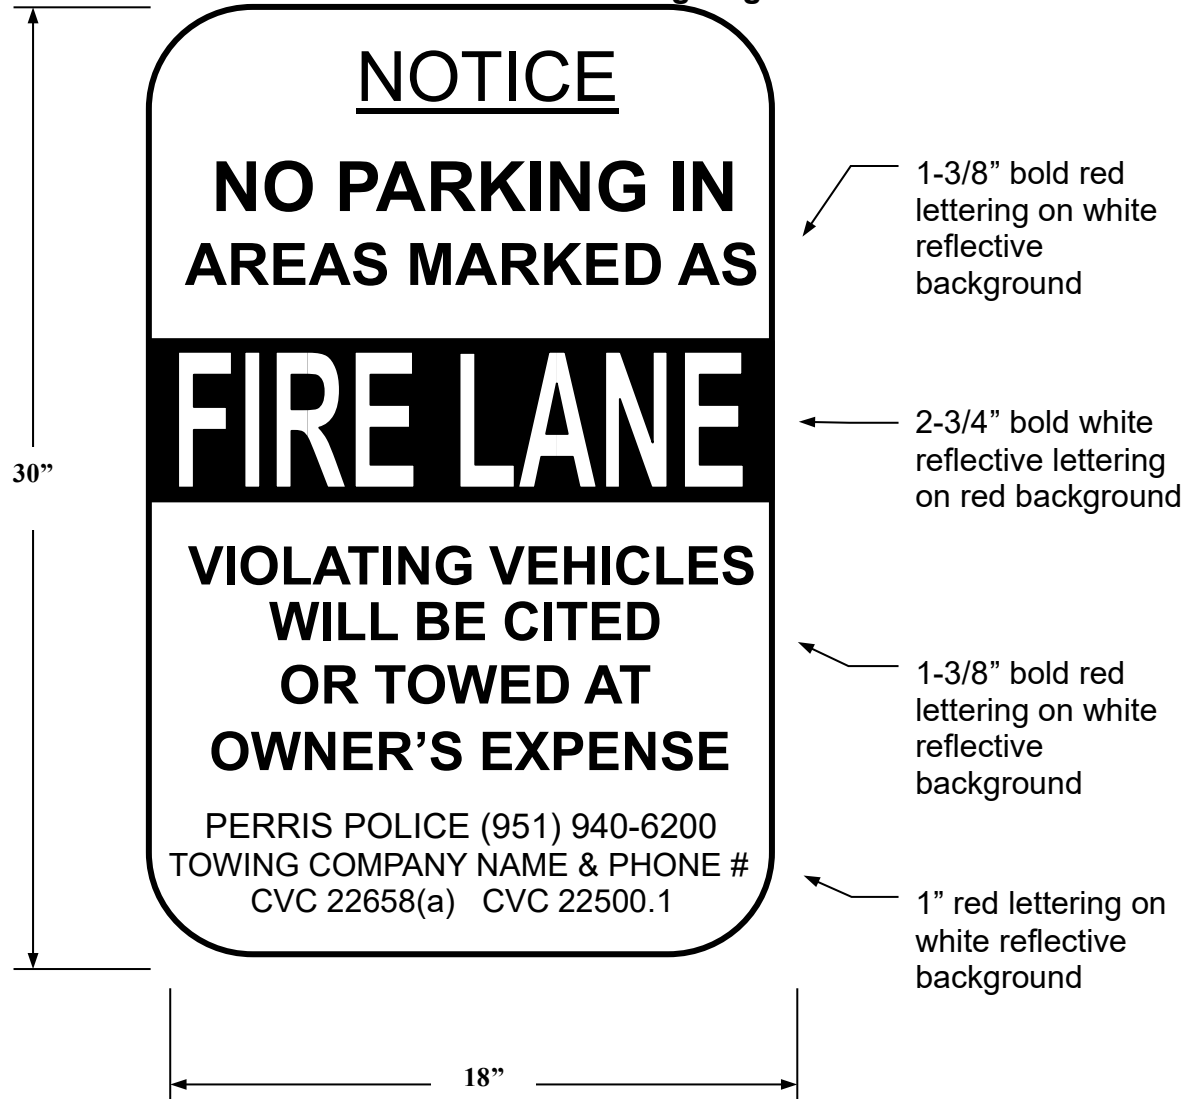 NOTICE
NO PARKING IN
AREAS MARKED AS
FIRE LANE
VIOLATING VEHICLES
WILL BE CITED
OR TOWED AT
OWNER’S EXPENSE
PERRIS POLICE (951) 940-6200
TOWING COMPANY NAME & PHONE #
CVC 22658(a) CVC 22500.1
30”
18”
1-3/8” bold red
lettering on white
reflective
background
2-3/4” bold white
reflective lettering
on red background
1-3/8” bold red
lettering on white
reflective
background
1” red lettering on
white reflective
background